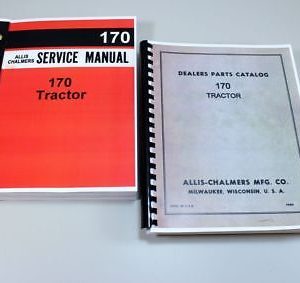 170
ALLIS
CHALMERS
SERVICE MANUAL
170
Tractor
DEALERS PARTS CATALOG
170
TRACTOR
ALLIS-CHALMERS MFG. CO.
MILWAUKEE, WISCONSIN, U. S. A.